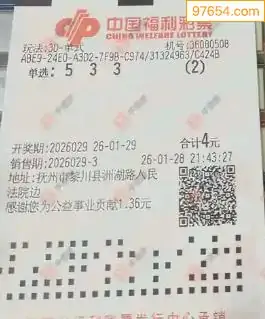 97654.com
中国福利彩票
CHINA WELFARE LOTTERY
玩法:3D-单式 机号:36080508
A8E9-24E0-A3D2-7F9B-C974/31324963/C424B
单选: 5 3 3 (2)
开奖期:2026029 26-01-29 合计4元
销售期:2026029-3 26-01-28 21:43:27
地址:抚州市黎川县洲湖路人民
法院边
感谢您为公益事业贡献1.36元